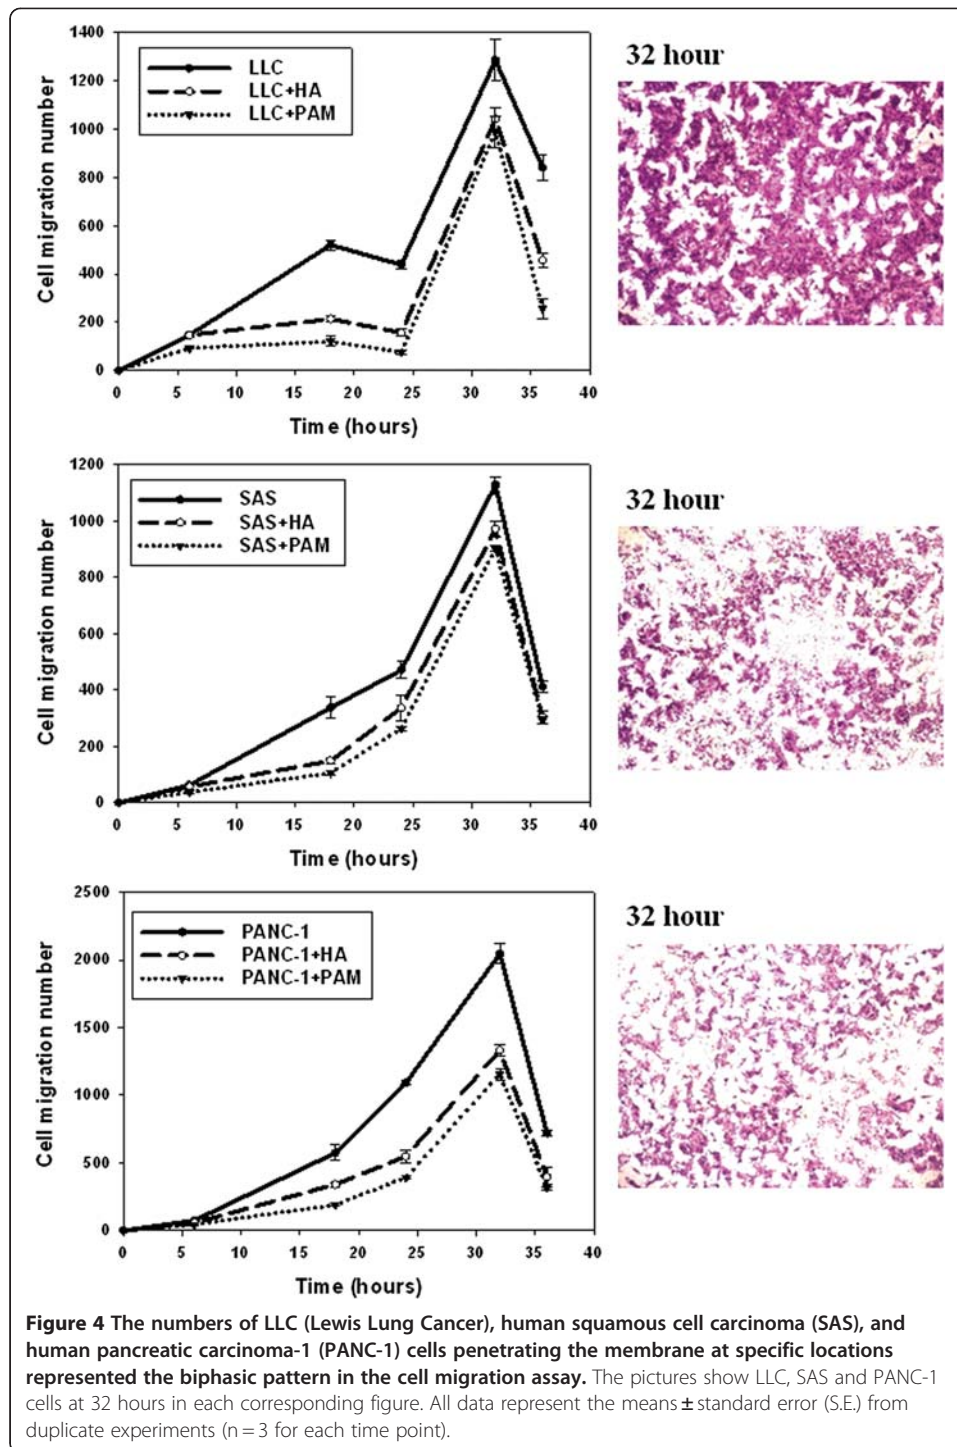 1400
1200
1000
800
600
400
200
0
Cell migration number
LLC
LLC+HA
LLC+PAM
0 5 10 15 20 25 30 35 40
Time (hours)
32 hour
1200
1000
800
600
400
200
0
Cell migration number
SAS
SAS+HA
SAS+PAM
0 5 10 15 20 25 30 35 40
Time (hours)
32 hour
2500
2000
1500
1000
500
0
Cell migration number
PANC-1
PANC-1+HA
PANC-1+PAM
0 5 10 15 20 25 30 35 40
Time (hours)
32 hour
Figure 4 The numbers of LLC (Lewis Lung Cancer), human squamous cell carcinoma (SAS), and
human pancreatic carcinoma-1 (PANC-1) cells penetrating the membrane at specific locations
represented the biphasic pattern in the cell migration assay. The pictures show LLC, SAS and PANC-1
cells at 32 hours in each corresponding figure. All data represent the means ± standard error (S.E.) from
duplicate experiments (n = 3 for each time point).